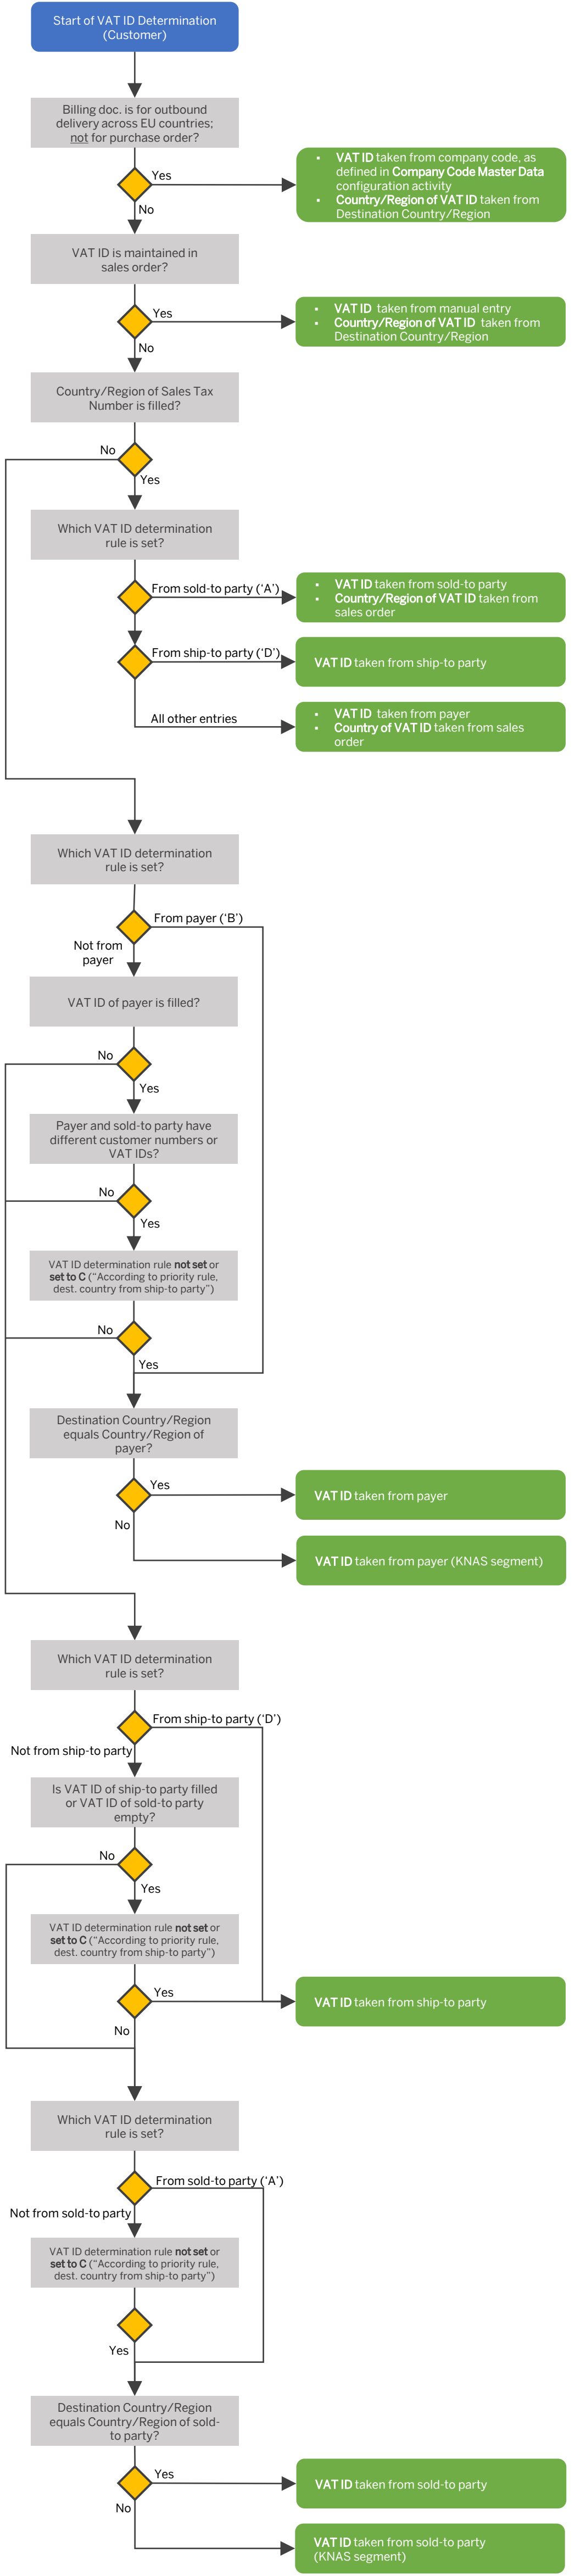 Start of VAT ID Determination
(Customer)
Billing doc. is for outbound
delivery across EU countries;
not for purchase order?
Yes
▪ VAT ID taken from company code, as
defined in Company Code Master Data
configuration activity
▪ Country/Region of VAT ID taken from
Destination Country/Region
No
VAT ID is maintained in
sales order?
Yes
▪ VAT ID taken from manual entry
▪ Country/Region of VAT ID taken from
Destination Country/Region
No
Country/Region of Sales Tax
Number is filled?
No
Yes
Which VAT ID determination
rule is set?
From sold-to party ('A')
▪ VAT ID taken from sold-to party
▪ Country/Region of VAT ID taken from
sales order
From ship-to party ('D')
VAT ID taken from ship-to party
All other entries
▪ VAT ID taken from payer
▪ Country of VAT ID taken from sales
order
Which VAT ID determination
rule is set?
From payer ('B')
Not from
payer
VAT ID of payer is filled?
No
Yes
Payer and sold-to party have
different customer numbers or
VAT IDs?
No
Yes
VAT ID determination rule not set or
set to C ("According to priority rule,
dest. country from ship-to party")
No
Yes
Destination Country/Region
equals Country/Region of
payer?
Yes
VAT ID taken from payer
No
VAT ID taken from payer (KNAS segment)
Which VAT ID determination
rule is set?
From ship-to party ('D')
Not from ship-to party
Is VAT ID of ship-to party filled
or VAT ID of sold-to party
empty?
No
Yes
VAT ID determination rule not set or
set to C ("According to priority rule,
dest. country from ship-to party")
Yes
VAT ID taken from ship-to party
No
Which VAT ID determination
rule is set?
From sold-to party ('A')
Not from sold-to party
VAT ID determination rule not set or
set to C ("According to priority rule,
dest. country from ship-to party")
Yes
Destination Country/Region
equals Country/Region of sold-
to party?
Yes
VAT ID taken from sold-to party
No
VAT ID taken from sold-to party
(KNAS segment)